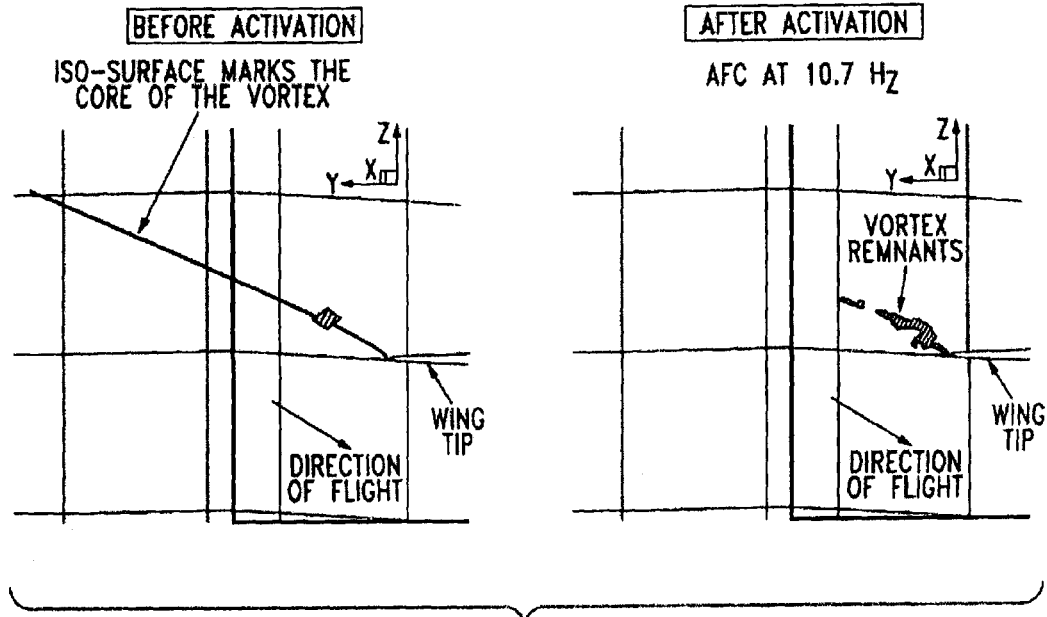 BEFORE ACTIVATION
ISO-SURFACE MARKS THE
CORE OF THE VORTEX
Z
X
Y
WING
TIP
DIRECTION
OF FLIGHT
AFTER ACTIVATION
AFC AT 10.7 HZ
Z
X
Y
VORTEX
REMNANTS
WING
TIP
DIRECTION
OF FLIGHT